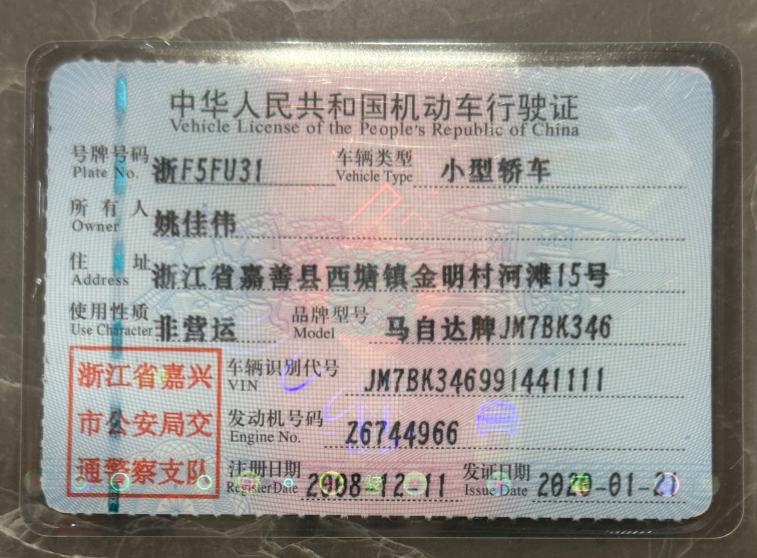 中华人民共和国机动车行驶证
Vehicle License of the People's Republic of China
号牌号码 浙F5FU31 车辆类型 小型轿车
Plate No. Vehicle Type
所有人 姚佳伟
Owner
住址 浙江省嘉善县西塘镇金明村河滩15号
Address
使用性质 非营运 品牌型号 马自达牌JM7BK346
Use Character Model
浙江省嘉兴
市公安局交
通警察支队
车辆识别代号 JM7BK346991441111
VIN
发动机号码 Z6744966
Engine No.
注册日期 2008-12-11 发证日期 2020-01-21
Register Date Issue Date